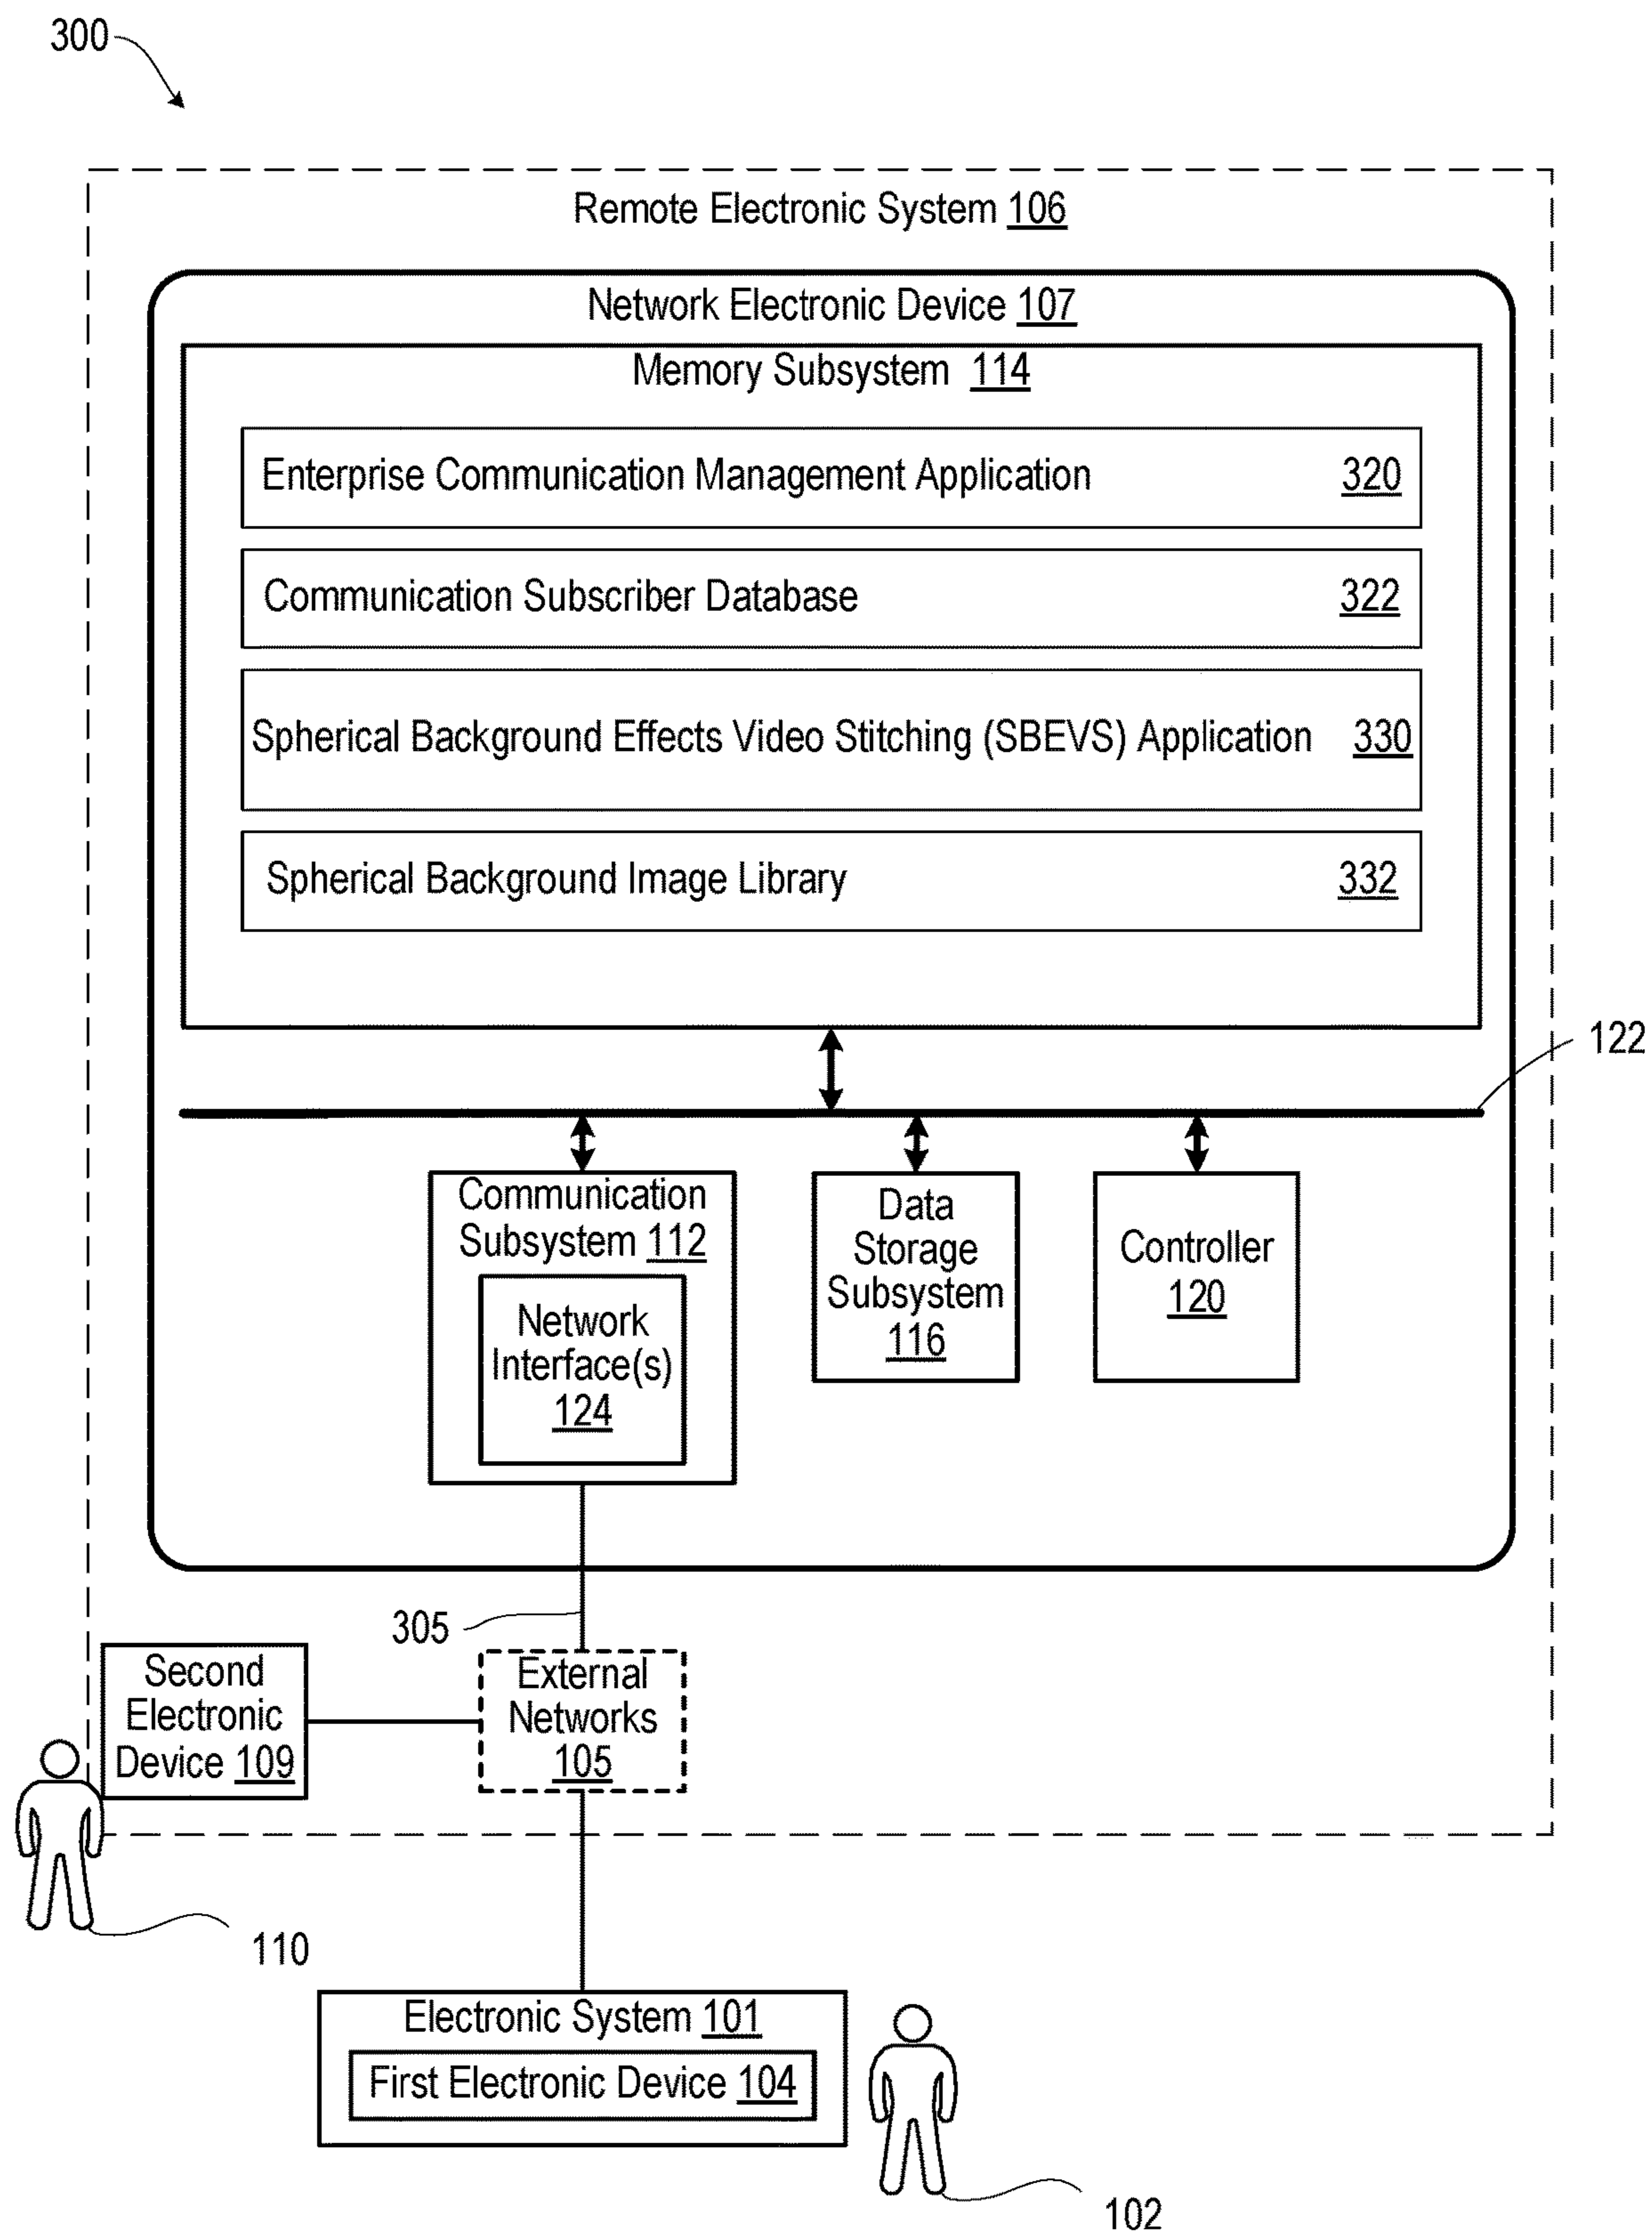 300
Remote Electronic System 106
Network Electronic Device 107
Memory Subsystem 114
Enterprise Communication Management Application 320
Communication Subscriber Database 322
Spherical Background Effects Video Stitching (SBEVS) Application 330
Spherical Background Image Library 332
122
Communication
Subsystem 112
Network
Interface(s)
124
Data
Storage
Subsystem
116
Controller
120
305
Second
Electronic
Device 109
External
Networks
105
110
Electronic System 101
First Electronic Device 104
102